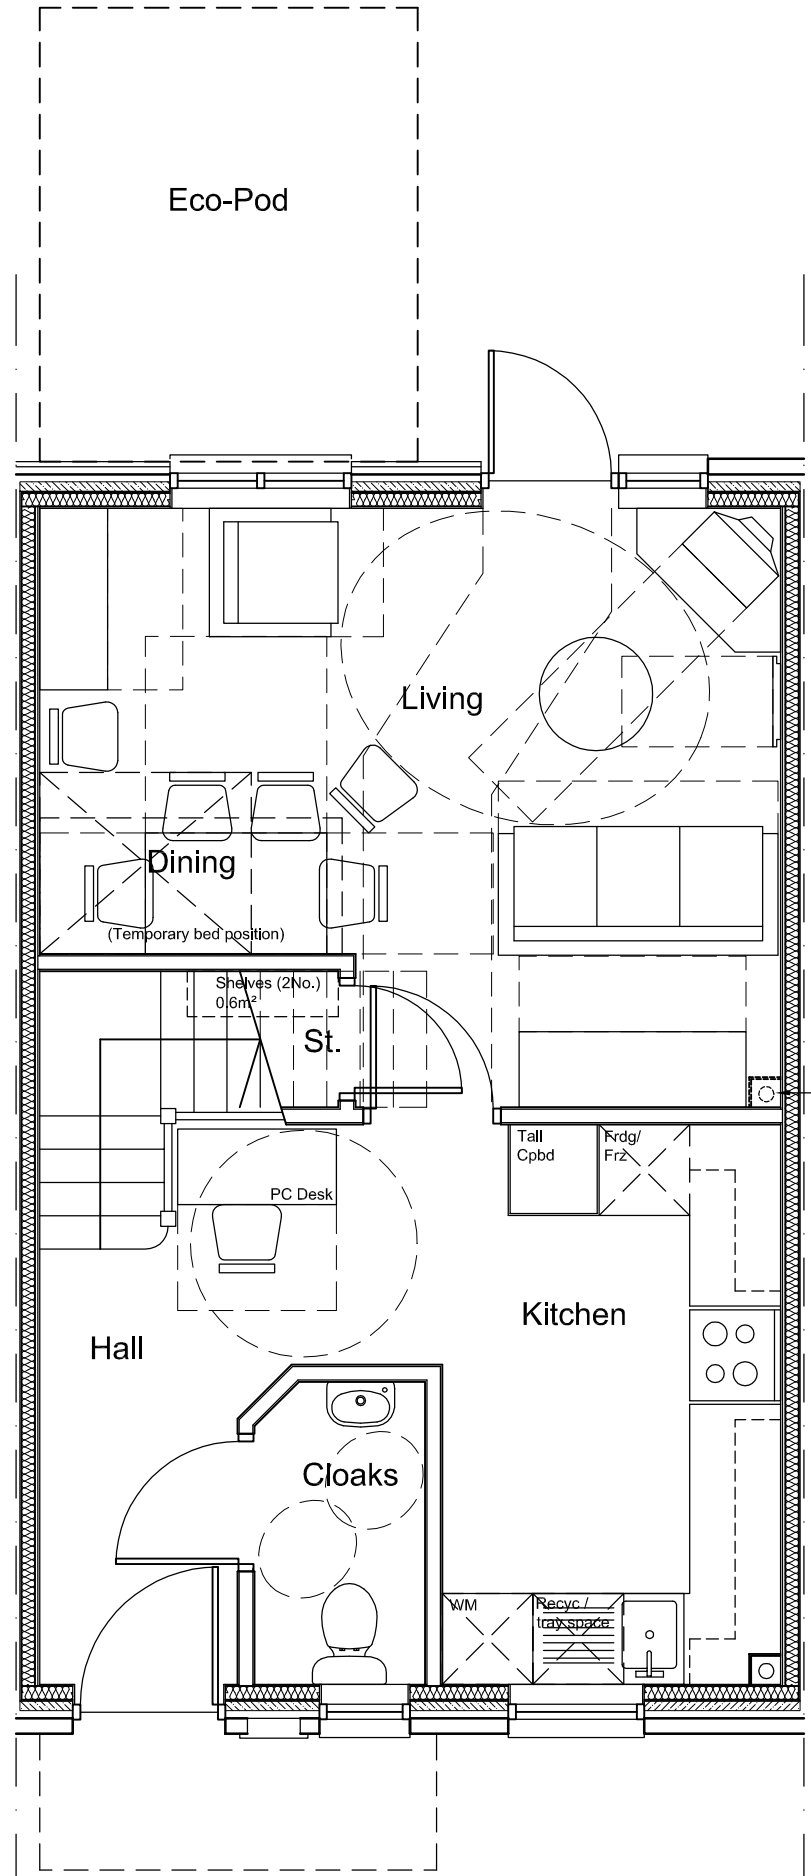 Eco-Pod
Living
Dining
(Temporary bed position)
Shelves (2No.)
0.6m²
St.
Tall
Cpbd
Frdg/
Frz
PC Desk
Kitchen
Hall
Cloaks
WM
Recyc /
tray space